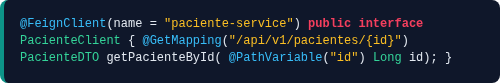 @FeignClient(name = "paciente-service") public interface
PacienteClient { @GetMapping("/api/v1/pacientes/{id}")
PacienteDTO getPacienteById( @PathVariable("id") Long id); }